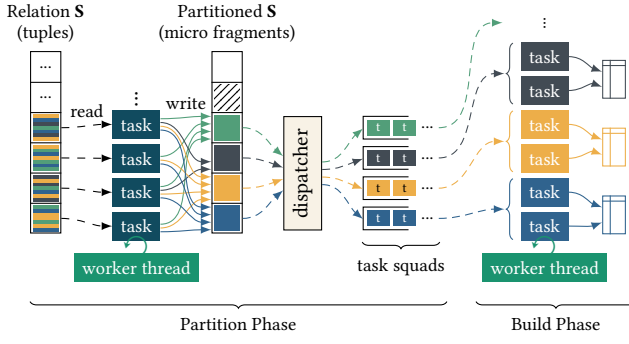 Relation S
(tuples)
Partitioned S
(micro fragments)
...
...
...
...
read
write
task
task
task
task
worker thread
dispatcher
t t ...
t t ...
t t ...
t t ...
task squads
...
task
task
task
task
task
task
worker thread
Partition Phase
Build Phase